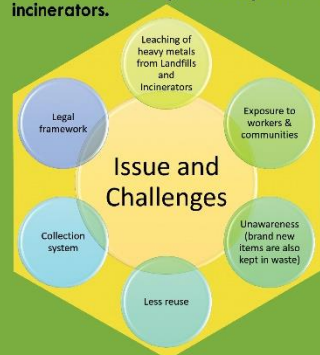 incinerators.
Leaching of
heavy metals
from Landfills
and
Incinerators
Legal
framework
Exposure to
workers &
communities
Issue and
Challenges
Collection
system
Unawareness
(brand new
items are also
kept in waste)
Less reuse